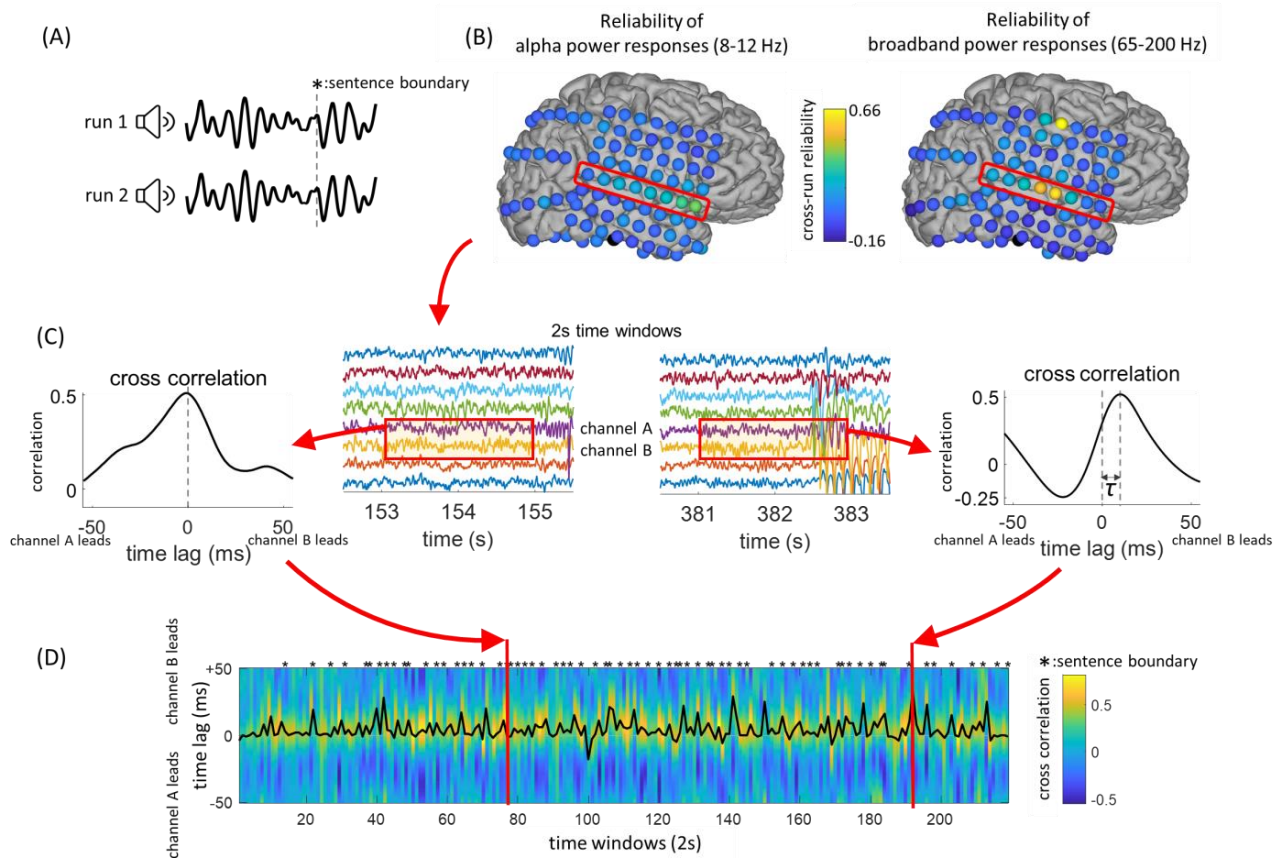 (A)
*:sentence boundary
run 1
run 2
(B)
Reliability of
alpha power responses (8-12 Hz)
Reliability of
broadband power responses (65-200 Hz)
0.66
cross-run reliability
-0.16
(C)
cross correlation
0.5
0
correlation
-50 0 50
channel A leads
time lag (ms)
channel B leads
2s time windows
channel A
channel B
153 154 155
time (s)
381 382 383
time (s)
cross correlation
0.5
0
-0.25
correlation
τ
-50 0 50
channel A leads
time lag (ms)
channel B leads
(D)
channel B leads
channel A leads
time lag (ms)
+50
0
-50
20 40 60 80 100 120 140 160 180 200
time windows (2s)
*:sentence boundary
cross correlation
0.5
0
-0.5